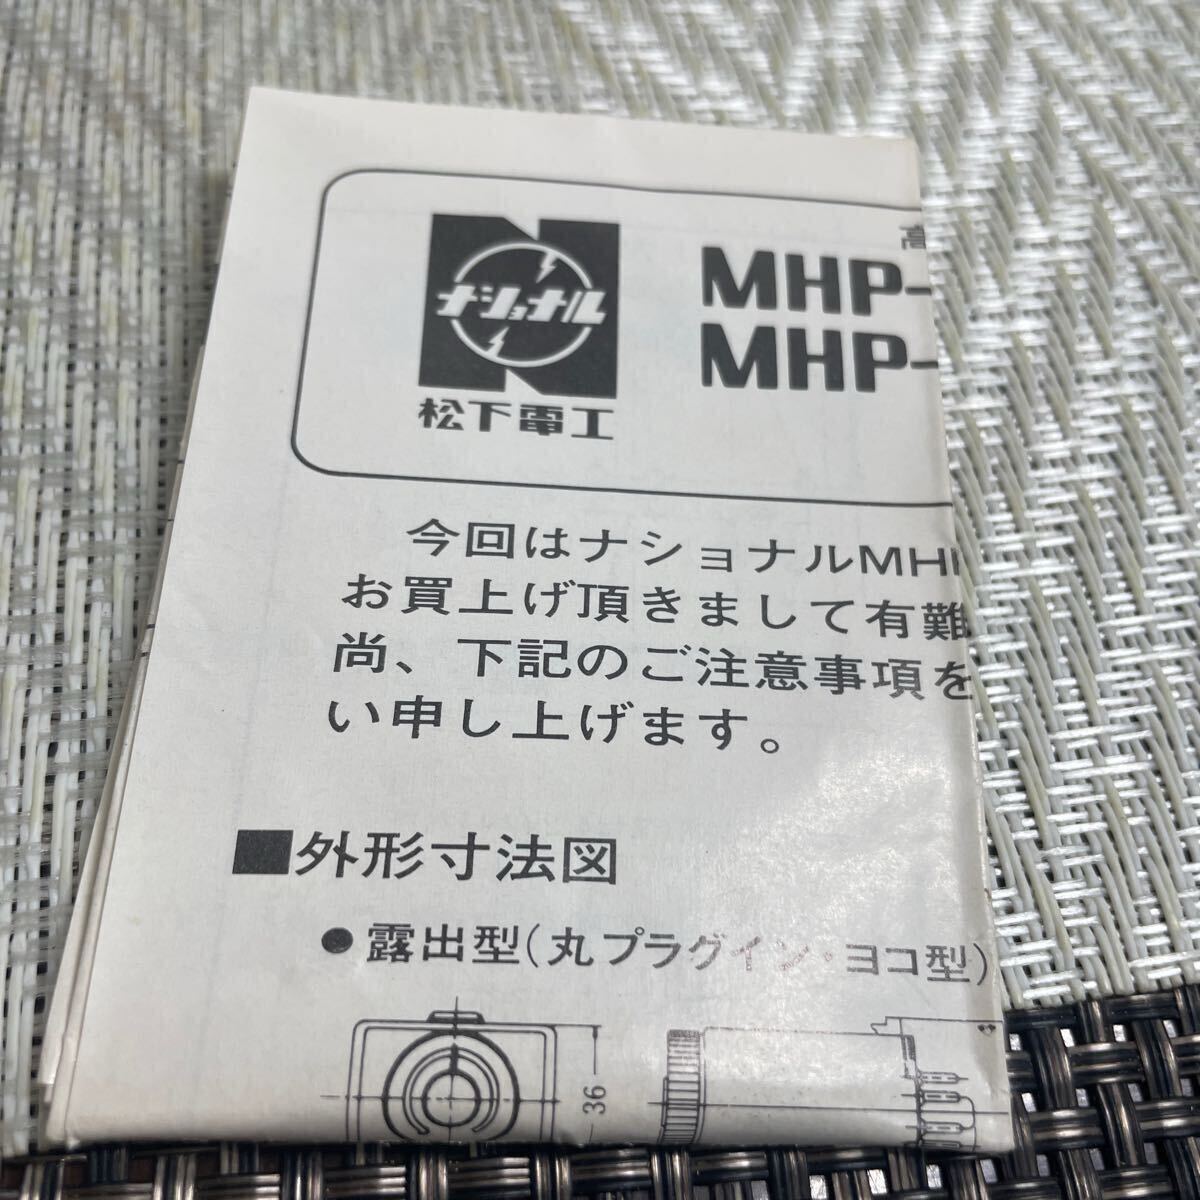 高
ナショナル
松下電工
MHP-
MHP-
今回はナショナルMH
お買上げ頂きまして有難
尚、下記のご注意事項を
い申し上げます。
■外形寸法図
●露出型(丸プラグイン・ヨコ型)
36